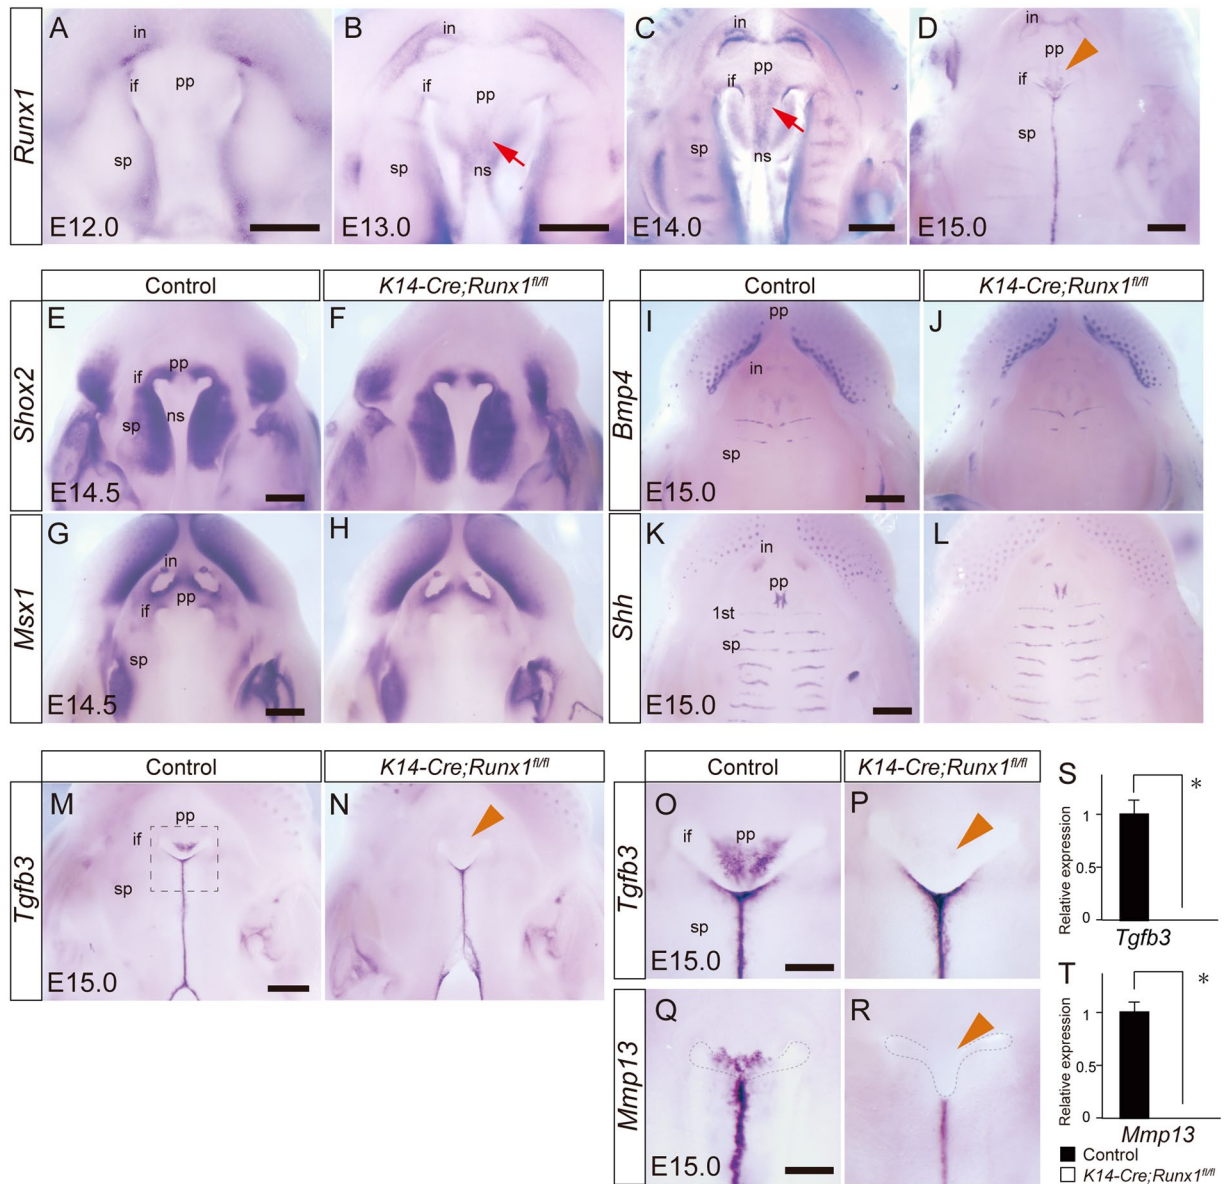 Runx1
A
in
if
pp
sp
E12.0
B
in
if
pp
sp
ns
E13.0
C
in
pp
if
sp
ns
E14.0
D
in
pp
if
sp
E15.0
Control
K14-Cre;Runx1fl/fl
Control
K14-Cre;Runx1fl/fl
Shox2
E
pp
if
ns
sp
E14.5
F
Bmp4
I
pp
in
sp
E15.0
J
Msx1
G
in
pp
if
sp
E14.5
H
Shh
K
in
pp
1st
sp
E15.0
L
Control
K14-Cre;Runx1fl/fl
Tgfb3
M
pp
if
sp
E15.0
N
Control
K14-Cre;Runx1fl/fl
Tgfb3
O
if
pp
sp
E15.0
P
Mmp13
Q
E15.0
R
S
*
Relative expression
1
0.5
0
Tgfb3
T
*
Relative expression
1
0.5
0
Mmp13
Control
K14-Cre;Runx1fl/fl